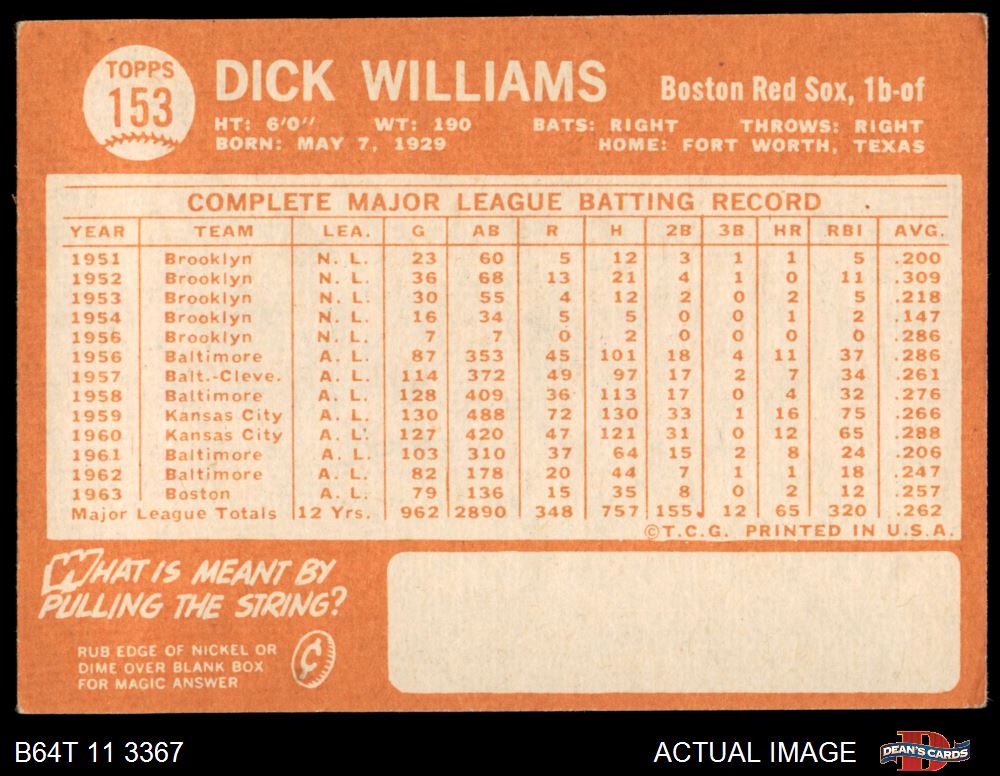 TOPPS
153
DICK WILLIAMS
Boston Red Sox, 1b-of
HT: 6'0" WT: 190 BATS: RIGHT THROWS: RIGHT
BORN: MAY 7, 1929 HOME: FORT WORTH, TEXAS
COMPLETE MAJOR LEAGUE BATTING RECORD
YEAR TEAM LEA. G AB R H 2B 3B HR RBI AVG.
1951 Brooklyn N. L. 23 60 5 12 3 1 1 5 .200
1952 Brooklyn N. L. 36 68 13 21 4 1 0 11 .309
1953 Brooklyn N. L. 30 55 4 12 2 0 2 5 .218
1954 Brooklyn N. L. 16 34 5 5 0 0 1 2 .147
1956 Brooklyn N. L. 7 7 0 2 0 0 0 0 .286
1956 Baltimore A. L. 87 353 45 101 18 4 11 37 .286
1957 Balt.-Cleve. A. L. 114 372 49 97 17 2 7 34 .261
1958 Baltimore A. L. 128 409 36 113 17 0 4 32 .276
1959 Kansas City A. L. 130 488 72 130 33 1 16 75 .266
1960 Kansas City A. L. 127 420 47 121 31 0 12 65 .288
1961 Baltimore A. L. 103 310 37 64 15 2 8 24 .206
1962 Baltimore A. L. 82 178 20 44 7 1 1 18 .247
1963 Boston A. L. 79 136 15 35 8 0 2 12 .257
Major League Totals 12 Yrs. 962 2890 348 757 155 12 65 320 .262
©T.C.G. PRINTED IN U.S.A.
WHAT IS MEANT BY
PULLING THE STRING?
RUB EDGE OF NICKEL OR
DIME OVER BLANK BOX
FOR MAGIC ANSWER
¢
B64T 11 3367
ACTUAL IMAGE
D
DEAN'S CARDS